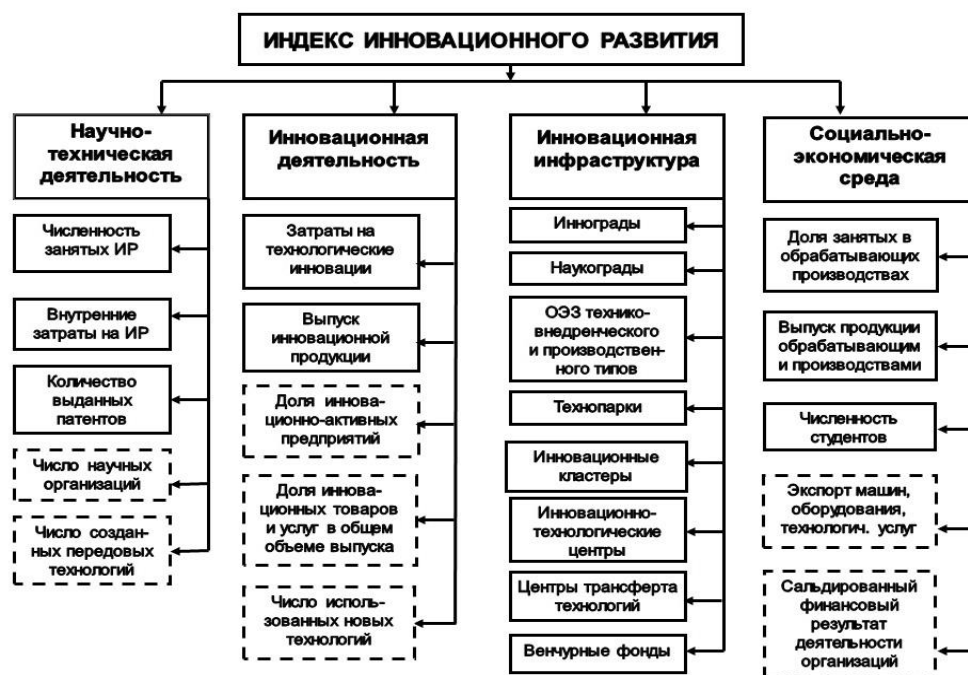 ИНДЕКС ИННОВАЦИОННОГО РАЗВИТИЯ
Научно-
техническая
деятельность
Численность
занятых ИР
Внутренние
затраты на ИР
Количество
выданных
патентов
Число научных
организаций
Число создан-
ных передовых
технологий
Инновационная
деятельность
Затраты на
технологические
инновации
Выпуск
инновационной
продукции
Доля иннова-
ционно-активных
предприятий
Доля иннова-
ционных товаров
и услуг в общем
объеме выпуска
Число исполь-
зованных новых
технологий
Инновационная
инфраструктура
Иннограды
Наукограды
ОЭЗ технико-
внедренческого
и производствен-
ного типов
Технопарки
Инновационные
кластеры
Инновационно-
технологические
центры
Центры трансферта
технологий
Венчурные фонды
Социально-
экономическая
среда
Доля занятых в
обрабатывающих
производствах
Выпуск продукции
обрабатывающим
и производствами
Численность
студентов
Экспорт машин,
оборудования,
технологич. услуг
Сальдированный
финансовый
результат
деятельности
организаций